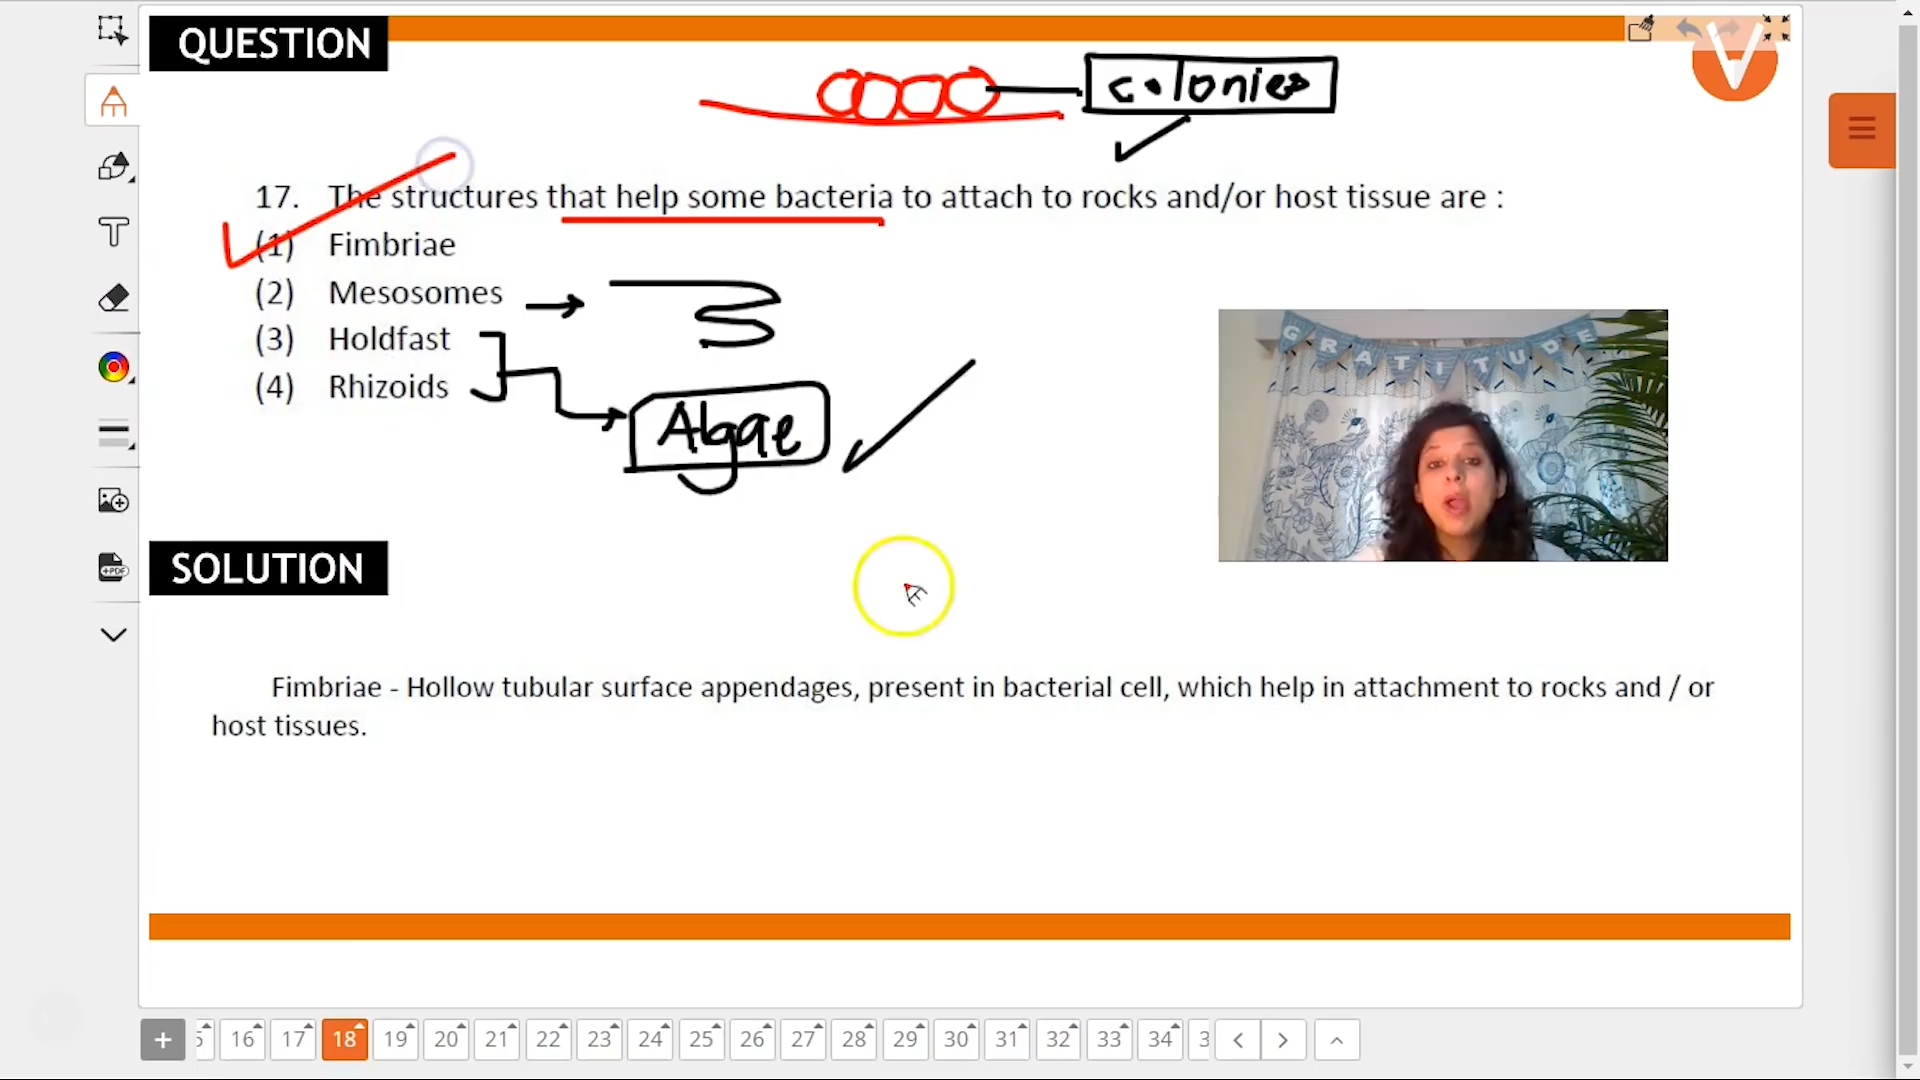 QUESTION
colonies
17. The structures that help some bacteria to attach to rocks and/or host tissue are :
(1) Fimbriae
(2) Mesosomes
(3) Holdfast
(4) Rhizoids
Algae
GRATITUDE
SOLUTION
Fimbriae - Hollow tubular surface appendages, present in bacterial cell, which help in attachment to rocks and / or
host tissues.
+PDF
+ 16 17 18 19 20 21 22 23 24 25 26 27 28 29 30 31 32 33 34